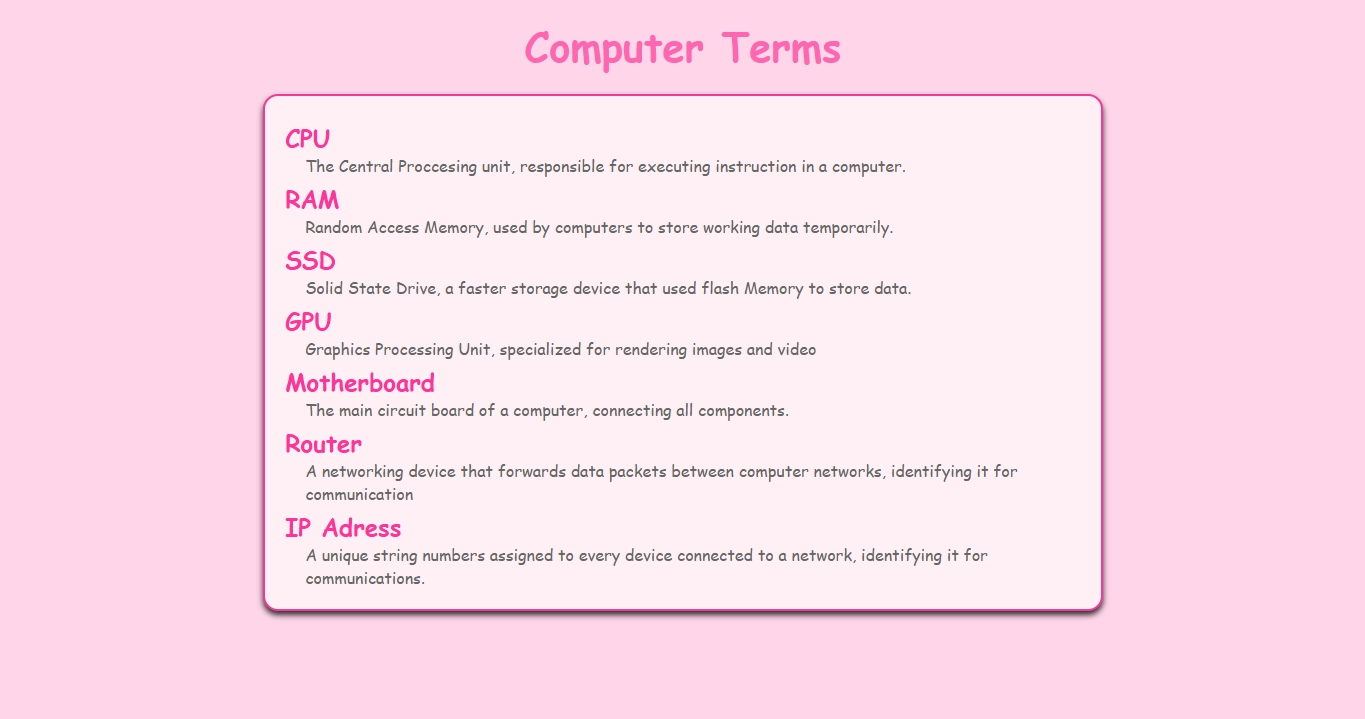 Computer Terms
CPU
The Central Proccesing unit, responsible for executing instruction in a computer.
RAM
Random Access Memory, used by computers to store working data temporarily.
SSD
Solid State Drive, a faster storage device that used flash Memory to store data.
GPU
Graphics Processing Unit, specialized for rendering images and video
Motherboard
The main circuit board of a computer, connecting all components.
Router
A networking device that forwards data packets between computer networks, identifying it for
communication
IP Adress
A unique string numbers assigned to every device connected to a network, identifying it for
communications.